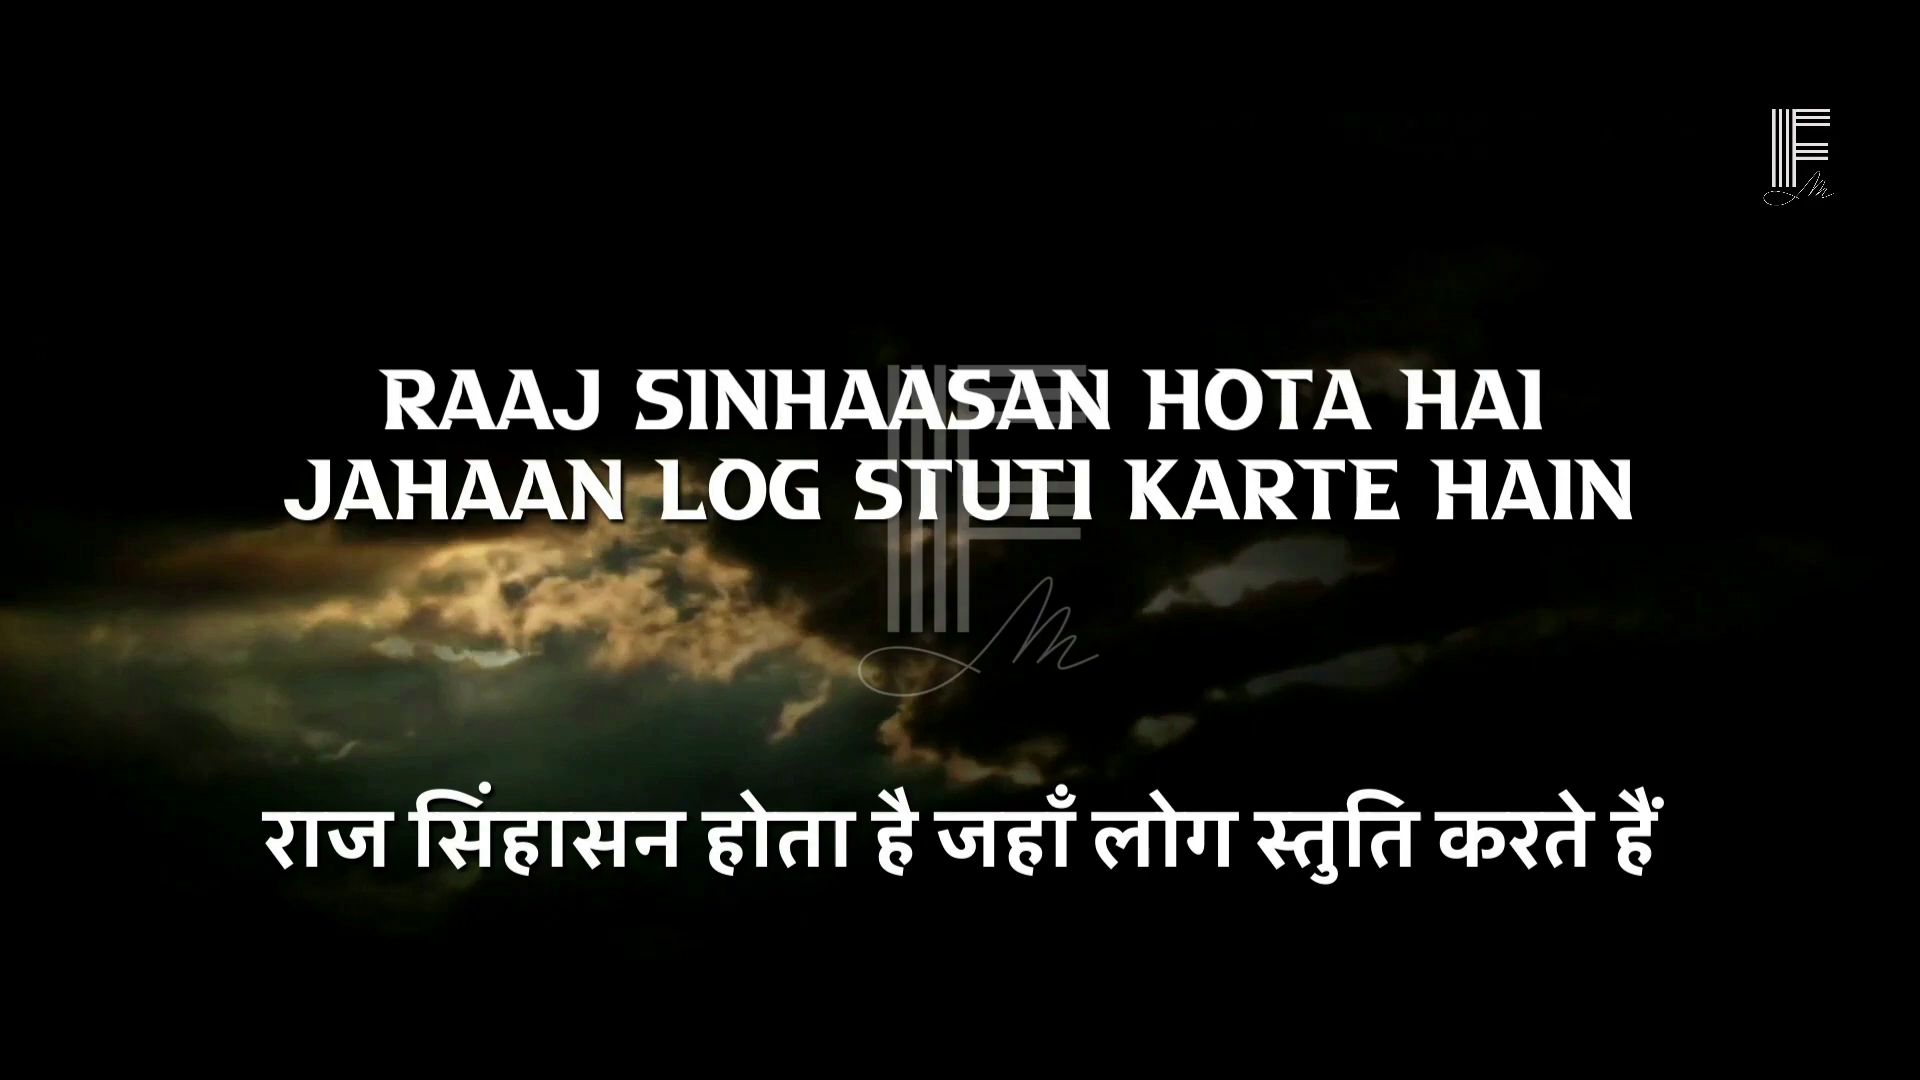 RAAJ SINHAASAN HOTA HAI
JAHAAN LOG STUTI KARTE HAIN
राज सिंहासन होता है जहाँ लोग स्तुति करते हैं